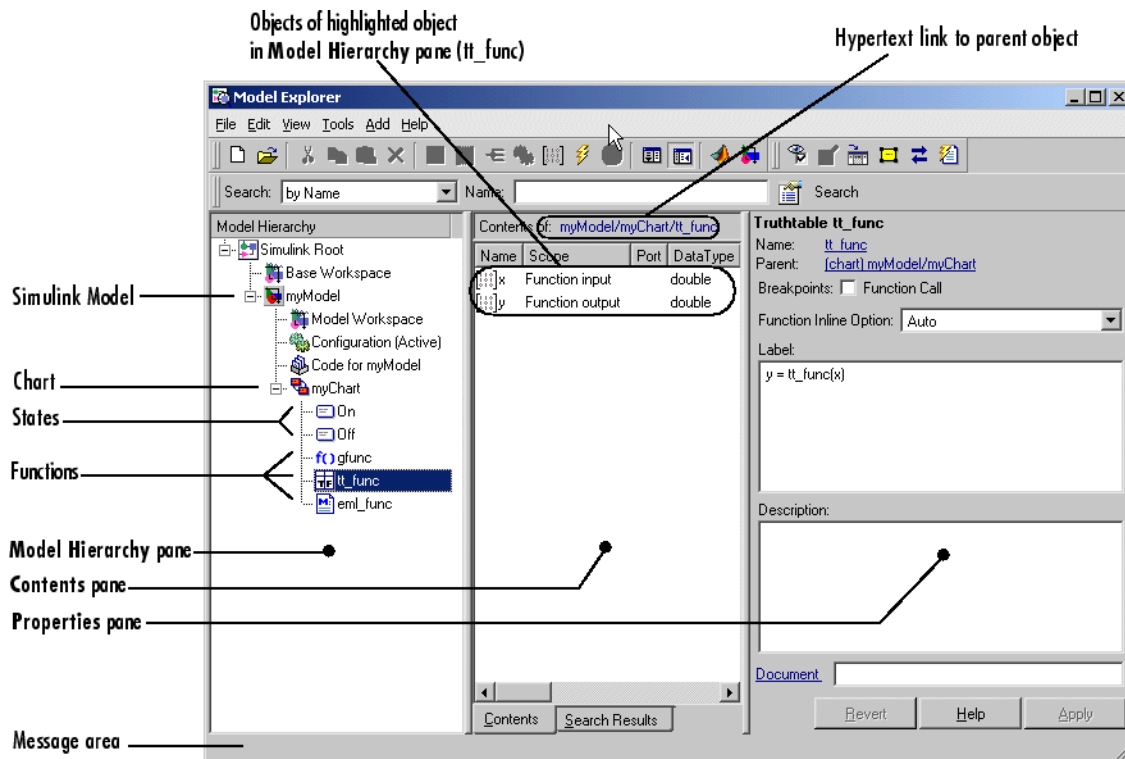 Objects of highlighted object
in Model Hierarchy pane (tt_func)
Hypertext link to parent object
Model Explorer
File Edit View Tools Add Help
Search: by Name Name: Search
Model Hierarchy
Simulink Root
Base Workspace
myModel
Model Workspace
Configuration (Active)
Code for myModel
myChart
On
Off
f() gfunc
tt_func
eml_func
Simulink Model
Chart
States
Functions
Model Hierarchy pane
Contents pane
Properties pane
Message area
Contents of: myModel/myChart/tt_func
Name Scope Port DataType
x Function input double
y Function output double
Contents Search Results
Truthtable tt_func
Name: tt_func
Parent: (chart) myModel/myChart
Breakpoints: Function Call
Function Inline Option: Auto
Label:
y = tt_func(x)
Description:
Document
Revert Help Apply